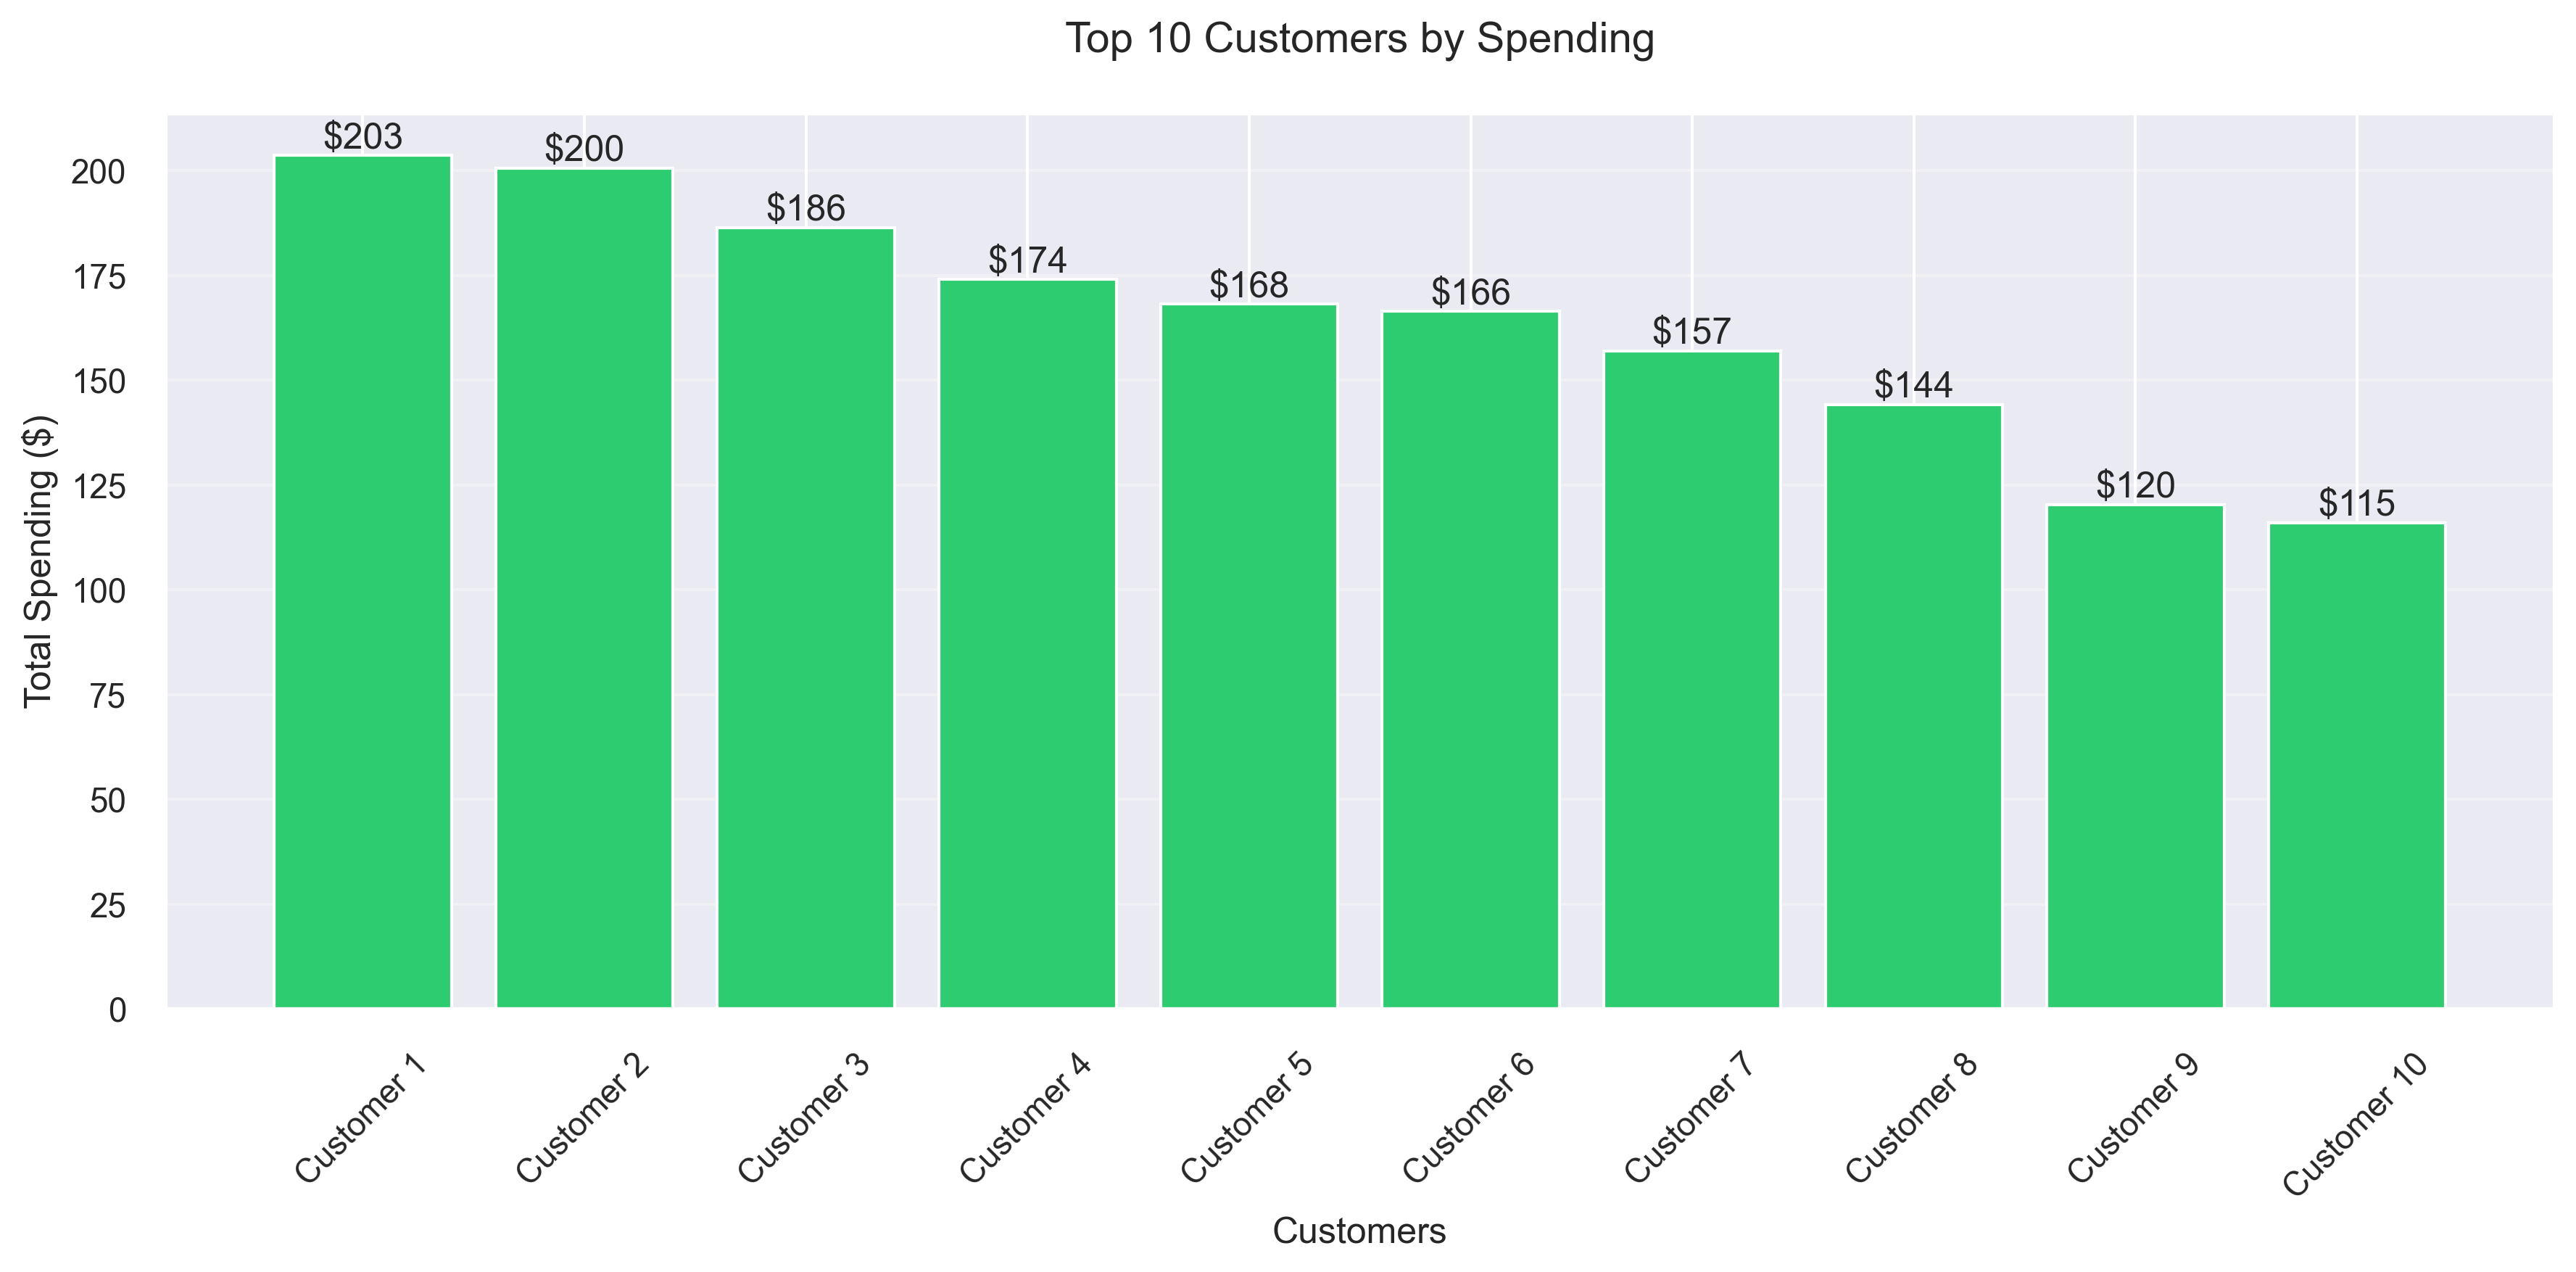 Top 10 Customers by Spending
$203
$200
$186
$174
$168
$166
$157
$144
$120
$115
200
175
150
125
100
75
50
25
0
Total Spending ($)
Customer 1
Customer 2
Customer 3
Customer 4
Customer 5
Customer 6
Customer 7
Customer 8
Customer 9
Customer 10
Customers